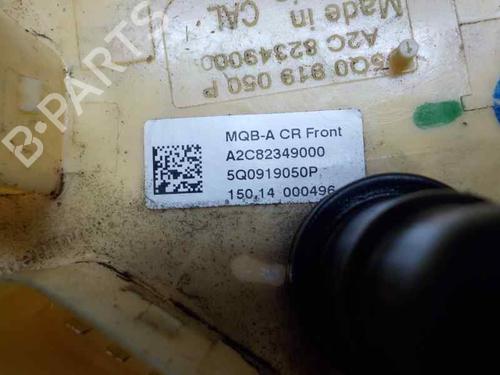 Made in CAL
A2C 82349000
5Q0 919 050 P
MQB-A CR Front
A2C82349000
5Q0919050P
150.14 000496
B-PARTS